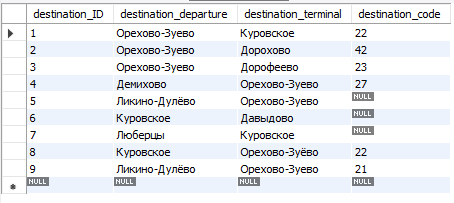 destination_ID destination_departure destination_terminal destination_code
1 Орехово-Зуево Куровское 22
2 Орехово-Зуево Дорохово 42
3 Орехово-Зуево Дорофеево 23
4 Демихово Орехово-Зуево 27
5 Ликино-Дулёво Орехово-Зуево NULL
6 Куровское Давыдово NULL
7 Люберцы Куровское NULL
8 Куровское Орехово-Зуёво 22
9 Ликино-Дулёво Орехово-Зуево 21
NULL NULL NULL NULL